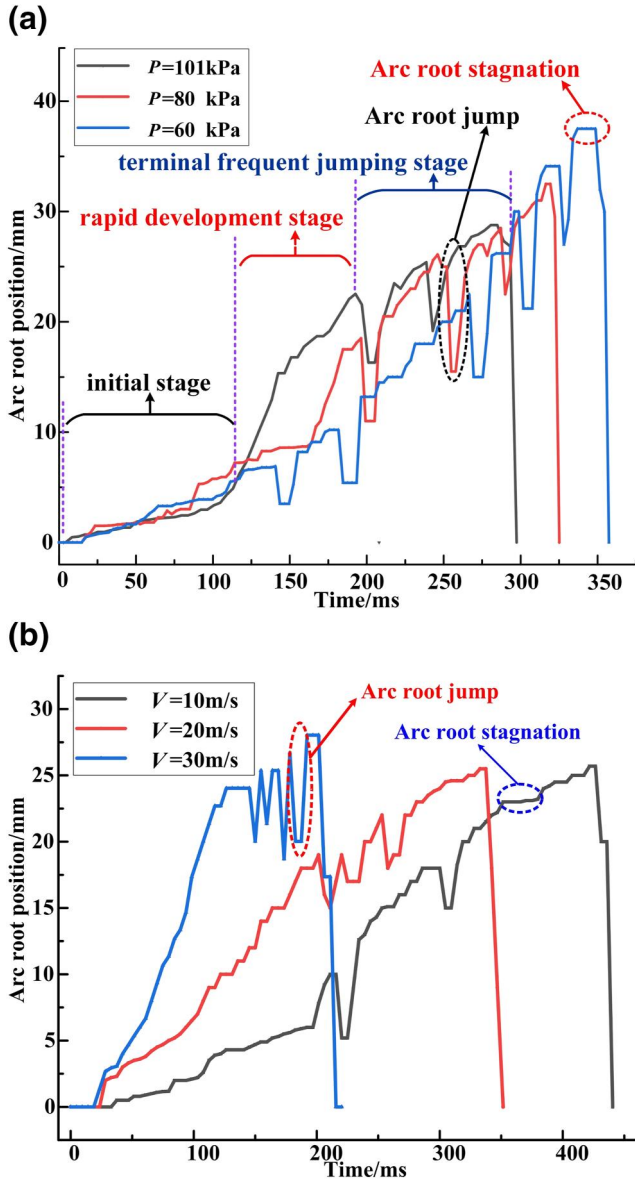 (a)
P=101kPa
P=80 kPa
P=60 kPa
Arc root stagnation
Arc root jump
terminal frequent jumping stage
rapid development stage
initial stage
Arc root position/mm
40
30
20
10
0
0 50 100 150 200 250 300 350
Time/ms
(b)
V=10m/s
V=20m/s
V=30m/s
Arc root jump
Arc root stagnation
Arc root position/mm
30
25
20
15
10
5
0
0 100 200 300 400
Time/ms